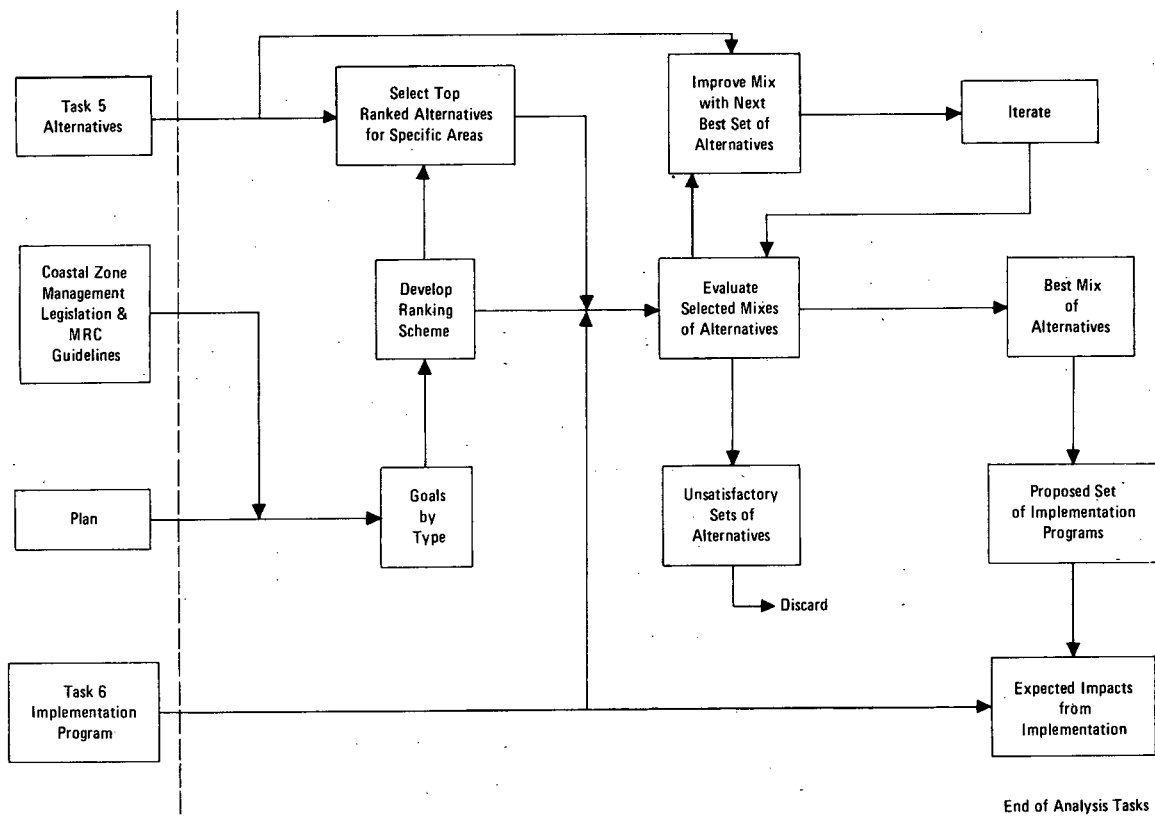 Task 5
Alternatives
Select Top
Ranked Alternatives
for Specific Areas
Improve Mix
with Next
Best Set of
Alternatives
Iterate
Coastal Zone
Management
Legislation &
MRC
Guidelines
Develop
Ranking
Scheme
Evaluate
Selected Mixes
of Alternatives
Best Mix
of
Alternatives
Plan
Goals
by
Type
Unsatisfactory
Sets of
Alternatives
Proposed Set
of Implementation
Programs
Discard
Task 6
Implementation
Program
Expected Impacts
from
Implementation
End of Analysis Tasks